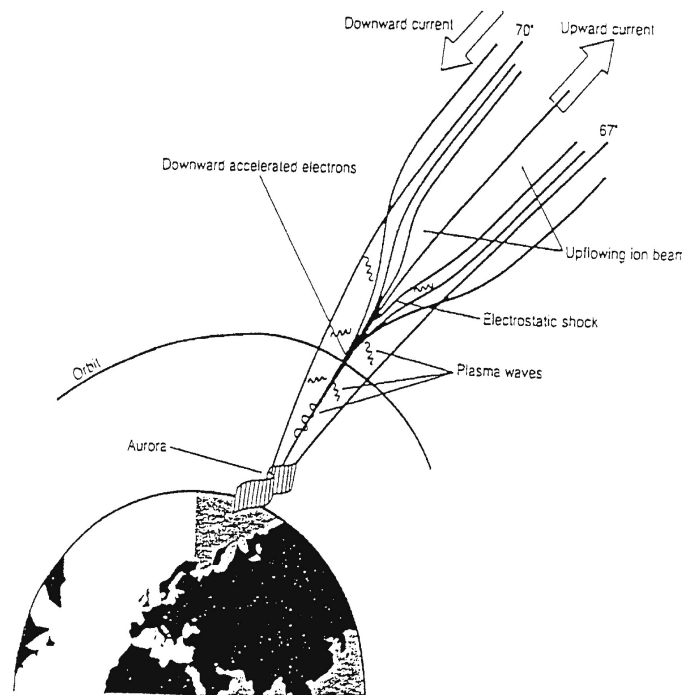 Downward current
70°
Upward current
67°
Downward accelerated electrons
Upflowing ion beam
Electrostatic shock
Orbit
Plasma waves
Aurora